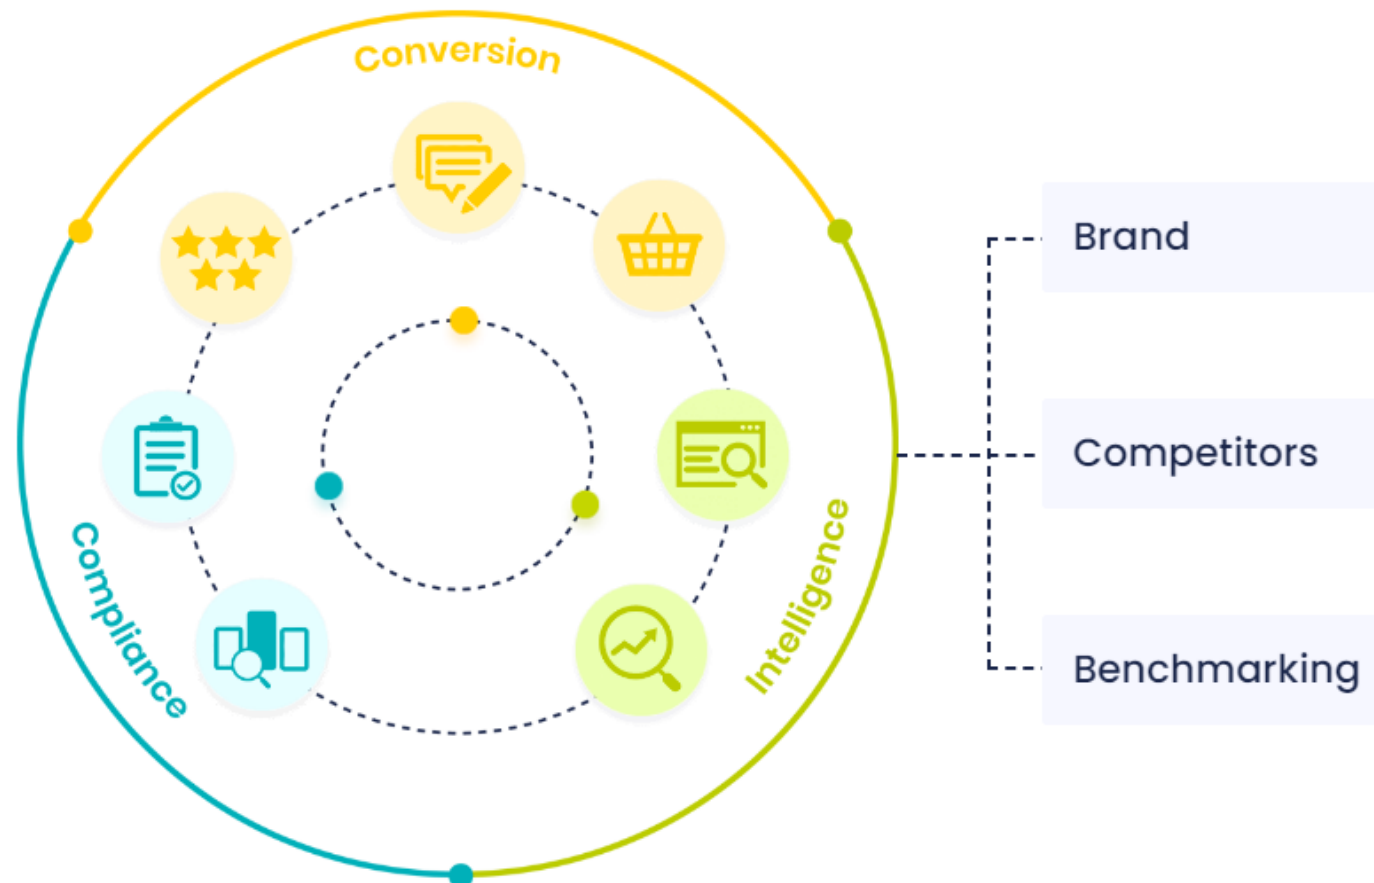 Conversion
Compliance
Intelligence
Brand
Competitors
Benchmarking